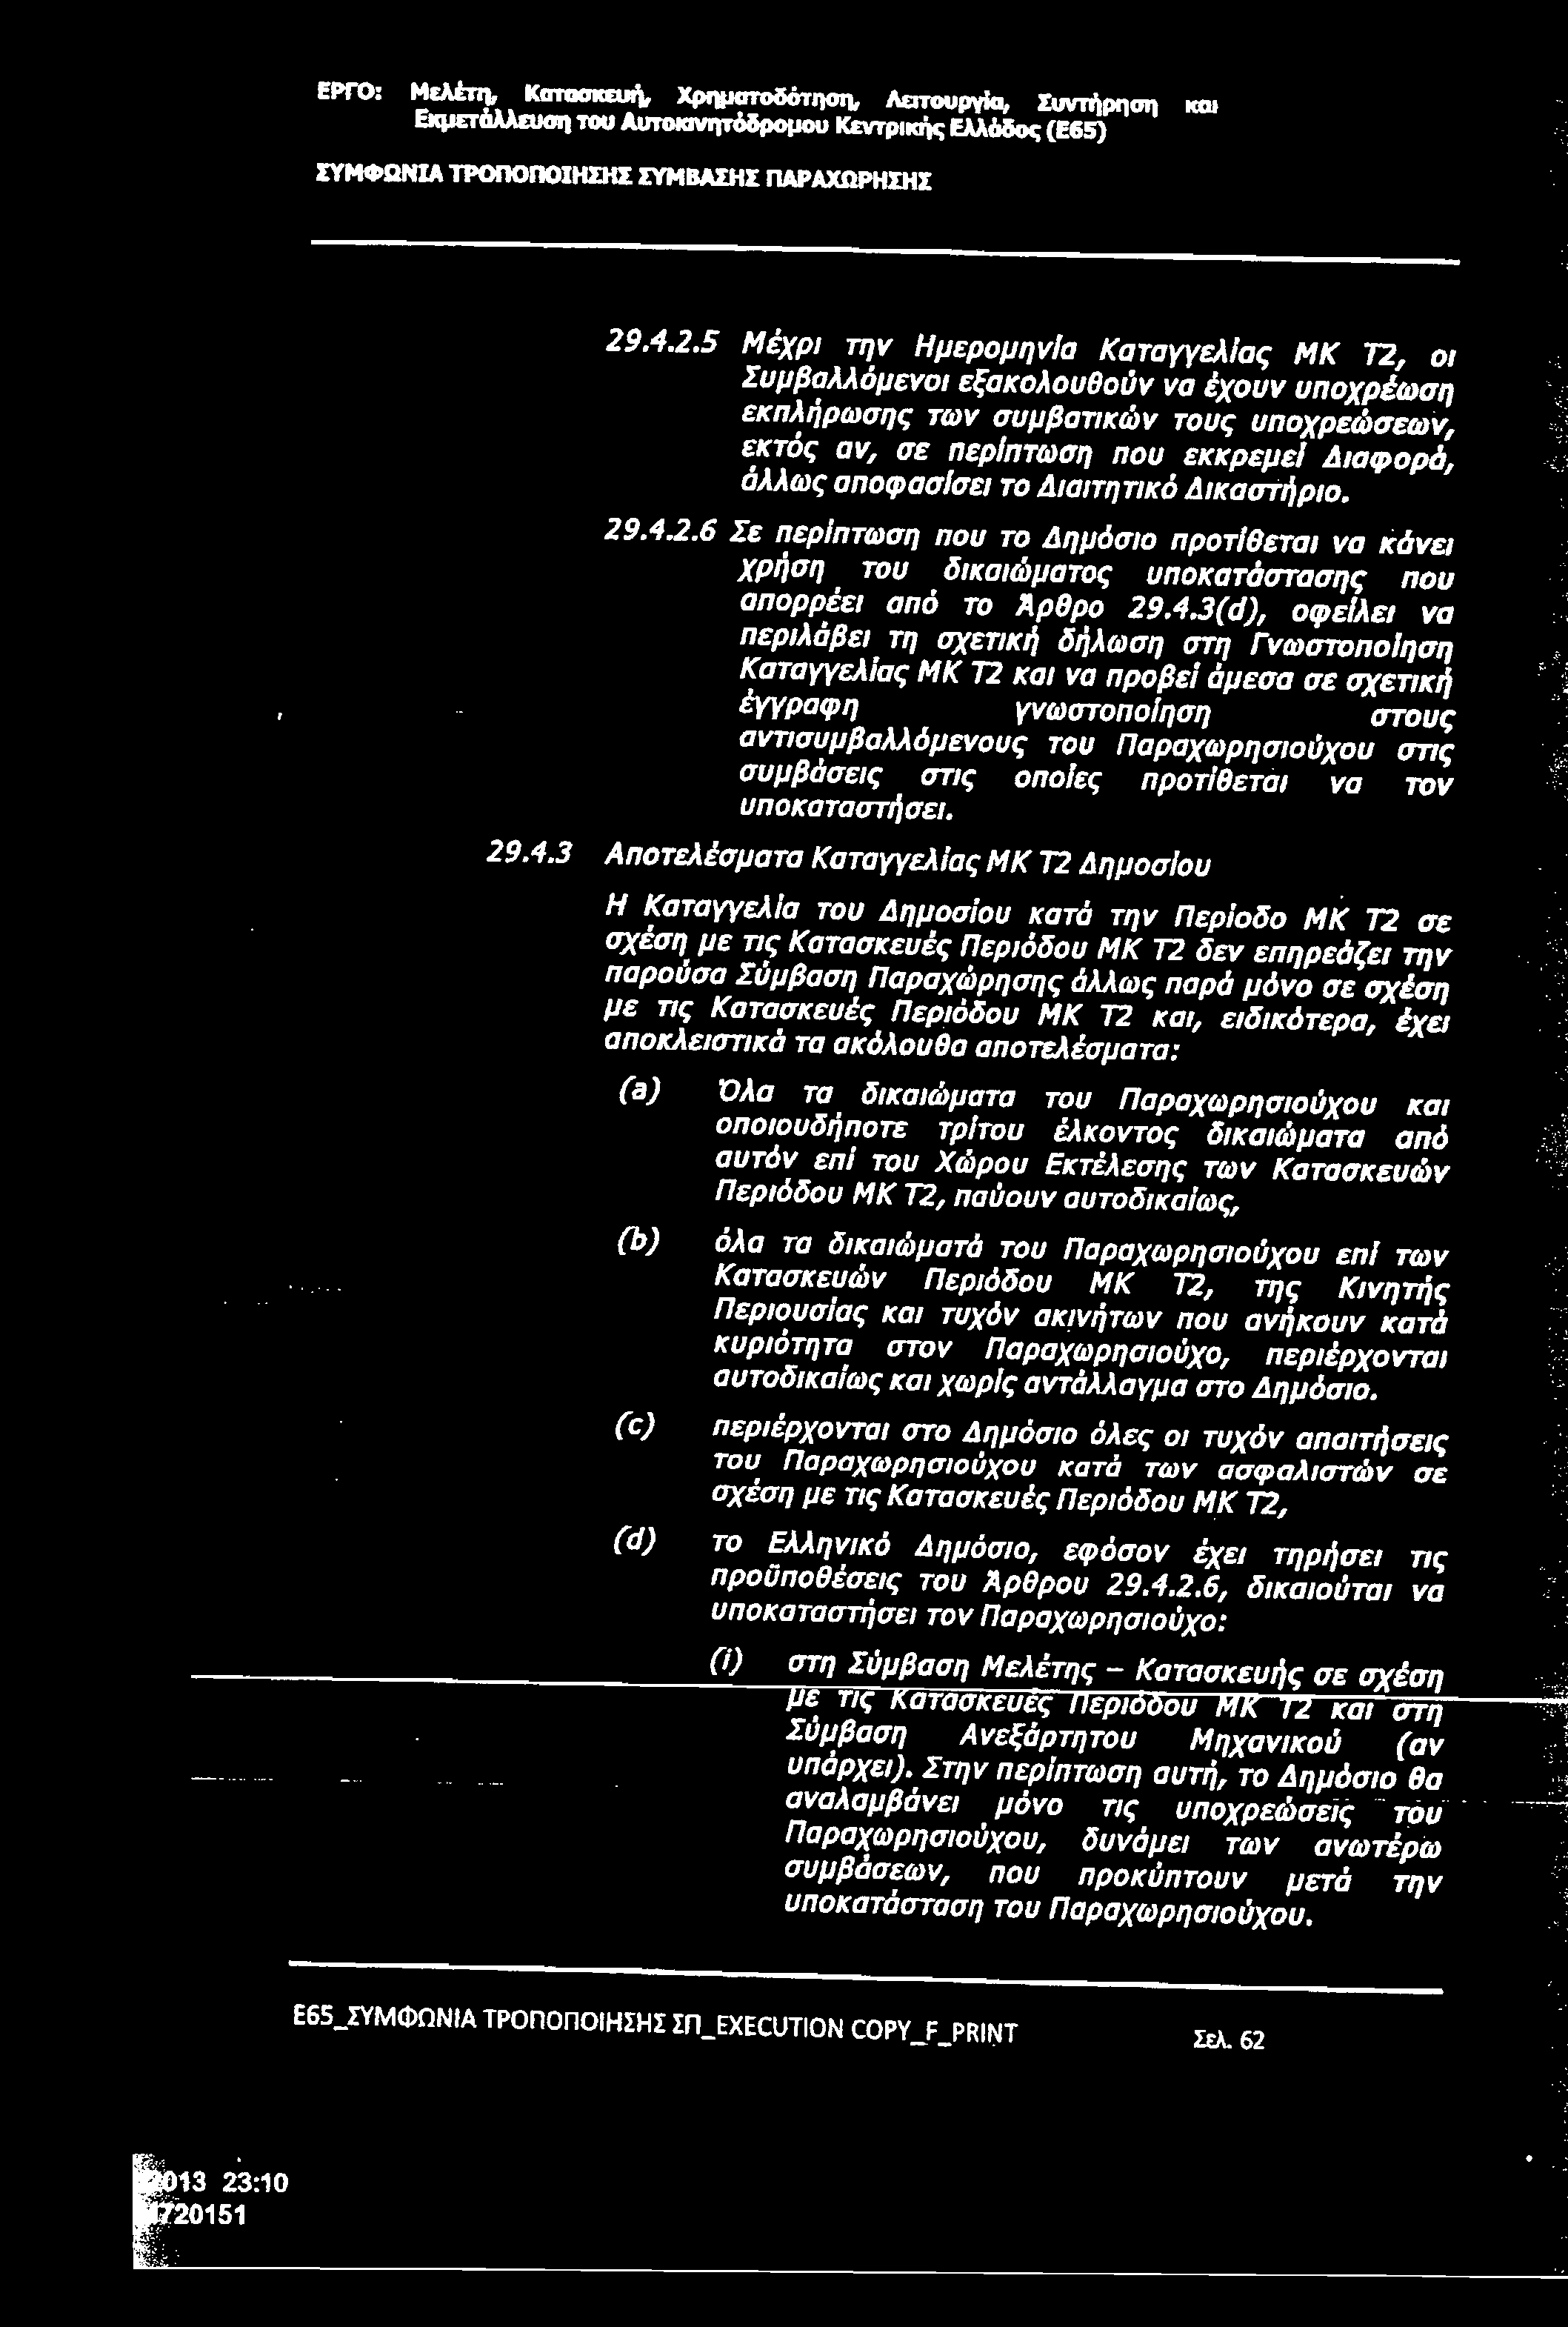 ΕΡΓΟ: Μελέτη, Κατασκευή, Χρηματοδότηση, Λειτουργία, Συντήρηση και
Εκμετάλλευση του Αυτοκινητόδρομου Κεντρικής Ελλάδος (Ε65)
ΣΥΜΦΩΝΙΑ ΤΡΟΠΟΠΟΙΗΣΗΣ ΣΥΜΒΑΣΗΣ ΠΑΡΑΧΩΡΗΣΗΣ
29.4.2.5 Μέχρι την Ημερομηνία Καταγγελίας ΜΚ Τ2, οι
Συμβαλλόμενοι εξακολουθούν να έχουν υποχρέωση
εκπλήρωσης των συμβατικών τους υποχρεώσεων,
εκτός αν, σε περίπτωση που εκκρεμεί Διαφορά,
άλλως αποφασίσει το Διαιτητικό Δικαστήριο.
29.4.2.6 Σε περίπτωση που το Δημόσιο προτίθεται να κάνει
χρήση του δικαιώματος υποκατάστασης που
απορρέει από το Άρθρο 29.4.3(d), οφείλει να
περιλάβει τη σχετική δήλωση στη Γνωστοποίηση
Καταγγελίας ΜΚ Τ2 και να προβεί άμεσα σε σχετική
έγγραφη γνωστοποίηση στους
αντισυμβαλλόμενους του Παραχωρησιούχου στις
συμβάσεις στις οποίες προτίθεται να τον
υποκαταστήσει.
29.4.3 Αποτελέσματα Καταγγελίας ΜΚ Τ2 Δημοσίου
Η Καταγγελία του Δημοσίου κατά την Περίοδο ΜΚ Τ2 σε
σχέση με τις Κατασκευές Περιόδου ΜΚ Τ2 δεν επηρεάζει την
παρούσα Σύμβαση Παραχώρησης άλλως παρά μόνο σε σχέση
με τις Κατασκευές Περιόδου ΜΚ Τ2 και, ειδικότερα, έχει
αποκλειστικά τα ακόλουθα αποτελέσματα:
(a) Όλα τα δικαιώματα του Παραχωρησιούχου και
οποιουδήποτε τρίτου έλκοντος δικαιώματα από
αυτόν επί του Χώρου Εκτέλεσης των Κατασκευών
Περιόδου ΜΚ Τ2, παύουν αυτοδικαίως,
(b) όλα τα δικαιώματά του Παραχωρησιούχου επί των
Κατασκευών Περιόδου ΜΚ Τ2, της Κινητής
Περιουσίας και τυχόν ακινήτων που ανήκουν κατά
κυριότητα στον Παραχωρησιούχο, περιέρχονται
αυτοδικαίως και χωρίς αντάλλαγμα στο Δημόσιο.
(c) περιέρχονται στο Δημόσιο όλες οι τυχόν απαιτήσεις
του Παραχωρησιούχου κατά των ασφαλιστών σε
σχέση με τις Κατασκευές Περιόδου ΜΚ Τ2,
(d) το Ελληνικό Δημόσιο, εφόσον έχει τηρήσει τις
προϋποθέσεις του Άρθρου 29.4.2.6, δικαιούται να
υποκαταστήσει τον Παραχωρησιούχο:
(i) στη Σύμβαση Μελέτης – Κατασκευής σε σχέση
με τις Κατασκευές Περιόδου ΜΚ Τ2 και στη
Σύμβαση Ανεξάρτητου Μηχανικού (αν
υπάρχει). Στην περίπτωση αυτή, το Δημόσιο θα
αναλαμβάνει μόνο τις υποχρεώσεις του
Παραχωρησιούχου, δυνάμει των ανωτέρω
συμβάσεων, που προκύπτουν μετά την
υποκατάσταση του Παραχωρησιούχου.
E65_ΣΥΜΦΩΝΙΑ ΤΡΟΠΟΠΟΙΗΣΗΣ ΣΠ_EXECUTION COPY_F_PRINT Σελ. 62
2013 23:10
720151